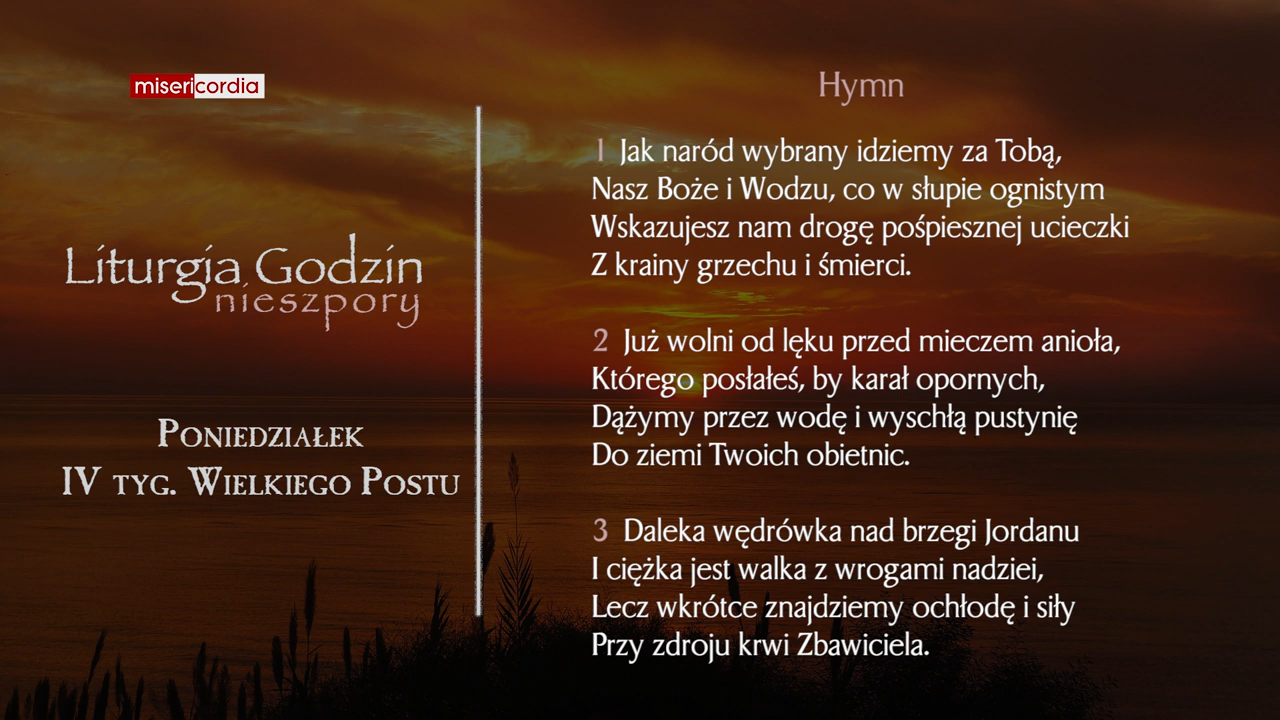 misericordia
Liturgia Godzin
nieszpory
Poniedziałek
IV tyg. Wielkiego Postu
Hymn
1 Jak naród wybrany idziemy za Tobą,
Nasz Boże i Wodzu, co w słupie ognistym
Wskazujesz nam drogę pośpiesznej ucieczki
Z krainy grzechu i śmierci.
2 Już wolni od lęku przed mieczem anioła,
Którego posłałeś, by karał opornych,
Dążymy przez wodę i wyschłą pustynię
Do ziemi Twoich obietnic.
3 Daleka wędrówka nad brzegi Jordanu
I ciężka jest walka z wrogami nadziei,
Lecz wkrótce znajdziemy ochłodę i siły
Przy zdroju krwi Zbawiciela.